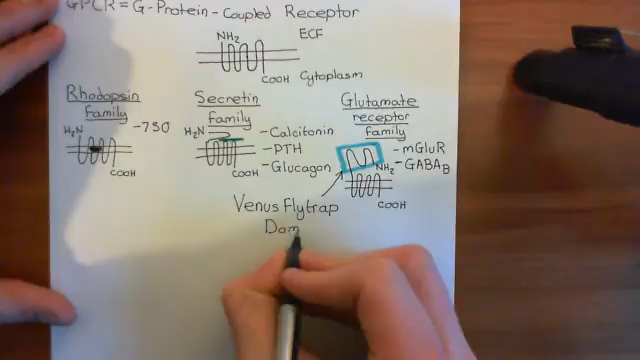 GPCR = G-Protein-Coupled Receptor
NH2
ECF
COOH
Cytoplasm
Rhodopsin
Family
H2N
-750
COOH
Secretin
family
H2N
-Calcitonin
-PTH
-Glucagon
COOH
Glutamate
receptor
family
-mGluR
-GABAB
NH2
COOH
Venus Flytrap
Dom